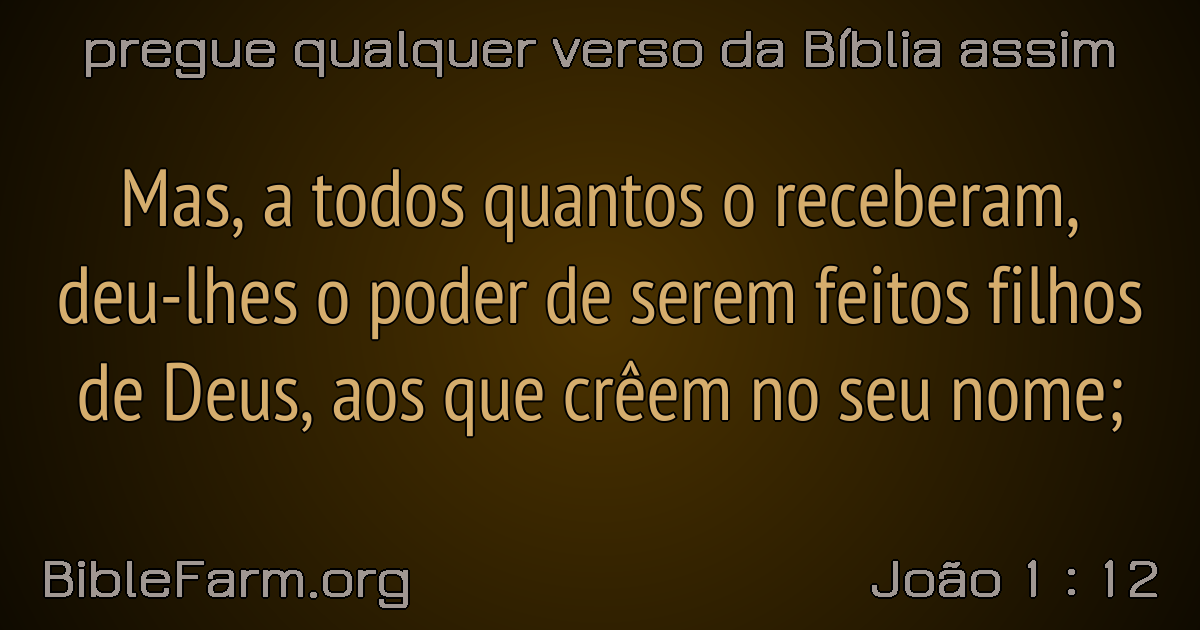 pregue qualquer verso da Bíblia assim
Mas, a todos quantos o receberam,
deu-lhes o poder de serem feitos filhos
de Deus, aos que crêem no seu nome;
BibleFarm.org
João 1 : 12